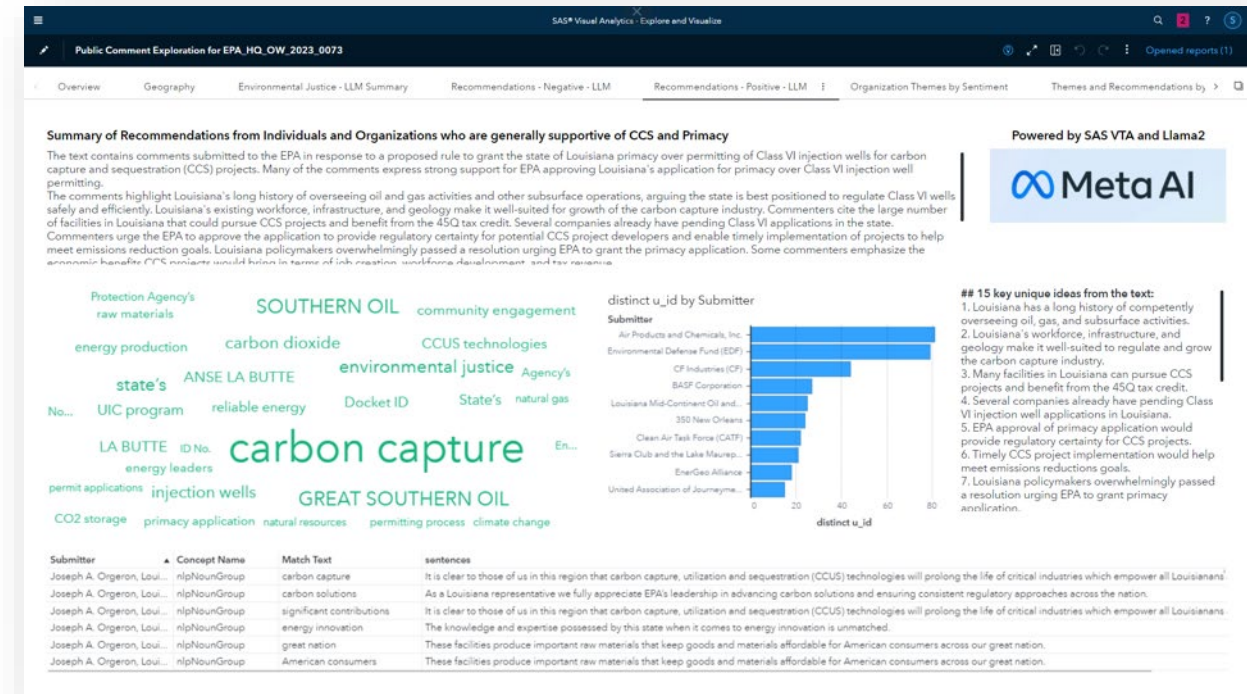 SAS® Visual Analytics - Explore and Visualize
2
?
S
Public Comment Exploration for EPA_HQ_OW_2023_0073
Opened reports (1)
Overview
Geography
Environmental Justice - LLM Summary
Recommendations - Negative - LLM
Recommendations - Positive - LLM
Organization Themes by Sentiment
Themes and Recommendations by
Summary of Recommendations from Individuals and Organizations who are generally supportive of CCS and Primacy
The text contains comments submitted to the EPA in response to a proposed rule to grant the state of Louisiana primacy over permitting of Class VI injection wells for carbon
capture and sequestration (CCS) projects. Many of the comments express strong support for EPA approving Louisiana's application for primacy over Class VI injection well
permitting.
The comments highlight Louisiana's long history of overseeing oil and gas activities and other subsurface operations, arguing the state is best positioned to regulate Class VI wells
safely and efficiently. Louisiana's existing workforce, infrastructure, and geology make it well-suited for growth of the carbon capture industry. Commenters cite the large number
of facilities in Louisiana that could pursue CCS projects and benefit from the 45Q tax credit. Several companies already have pending Class VI applications in the state.
Commenters urge the EPA to approve the application to provide regulatory certainty for potential CCS project developers and enable timely implementation of projects to help
meet emissions reduction goals. Louisiana policymakers overwhelmingly passed a resolution urging EPA to grant the primacy application. Some commenters emphasize the
economic benefits CCS projects would bring in terms of job creation, workforce development, and tax revenue.
Powered by SAS VTA and Llama2
Meta AI
Protection Agency's
raw materials
SOUTHERN OIL
community engagement
energy production
carbon dioxide
CCUS technologies
state's
ANSE LA BUTTE
environmental justice
Agency's
No...
UIC program
reliable energy
Docket ID
State's
natural gas
LA BUTTE
ID No.
carbon capture
En...
energy leaders
permit applications
injection wells
GREAT SOUTHERN OIL
CO2 storage
primacy application
natural resources
permitting process
climate change
distinct u_id by Submitter
Submitter
Air Products and Chemicals, Inc.
Environmental Defense Fund (EDF)
CF Industries (CF)
BASF Corporation
Louisiana Mid-Continent Oil and...
350 New Orleans
Clean Air Task Force (CATF)
Sierra Club and the Lake Maurep...
EnerGeo Alliance
United Association of Journeyme...
0 20 40 60 80
distinct u_id
## 15 key unique ideas from the text:
1. Louisiana has a long history of competently
overseeing oil, gas, and subsurface activities.
2. Louisiana's workforce, infrastructure, and
geology make it well-suited to regulate and grow
the carbon capture industry.
3. Many facilities in Louisiana can pursue CCS
projects and benefit from the 45Q tax credit.
4. Several companies already have pending Class
VI injection well applications in Louisiana.
5. EPA approval of primacy application would
provide regulatory certainty for CCS projects.
6. Timely CCS project implementation would help
meet emissions reductions goals.
7. Louisiana policymakers overwhelmingly passed
a resolution urging EPA to grant primacy
application.
Submitter Concept Name Match Text sentences
Joseph A. Orgeron, Loui... nlpNounGroup carbon capture It is clear to those of us in this region that carbon capture, utilization and sequestration (CCUS) technologies will prolong the life of critical industries which empower all Louisianans.
Joseph A. Orgeron, Loui... nlpNounGroup carbon solutions As a Louisiana representative we fully appreciate EPA's leadership in advancing carbon solutions and ensuring consistent regulatory approaches across the nation.
Joseph A. Orgeron, Loui... nlpNounGroup significant contributions It is clear to those of us in this region that carbon capture, utilization and sequestration (CCUS) technologies will prolong the life of critical industries which empower all Louisianans
Joseph A. Orgeron, Loui... nlpNounGroup energy innovation The knowledge and expertise possessed by this state when it comes to energy innovation is unmatched.
Joseph A. Orgeron, Loui... nlpNounGroup great nation These facilities produce important raw materials that keep goods and materials affordable for American consumers across our great nation.
Joseph A. Orgeron, Loui... nlpNounGroup American consumers These facilities produce important raw materials that keep goods and materials affordable for American consumers across our great nation.